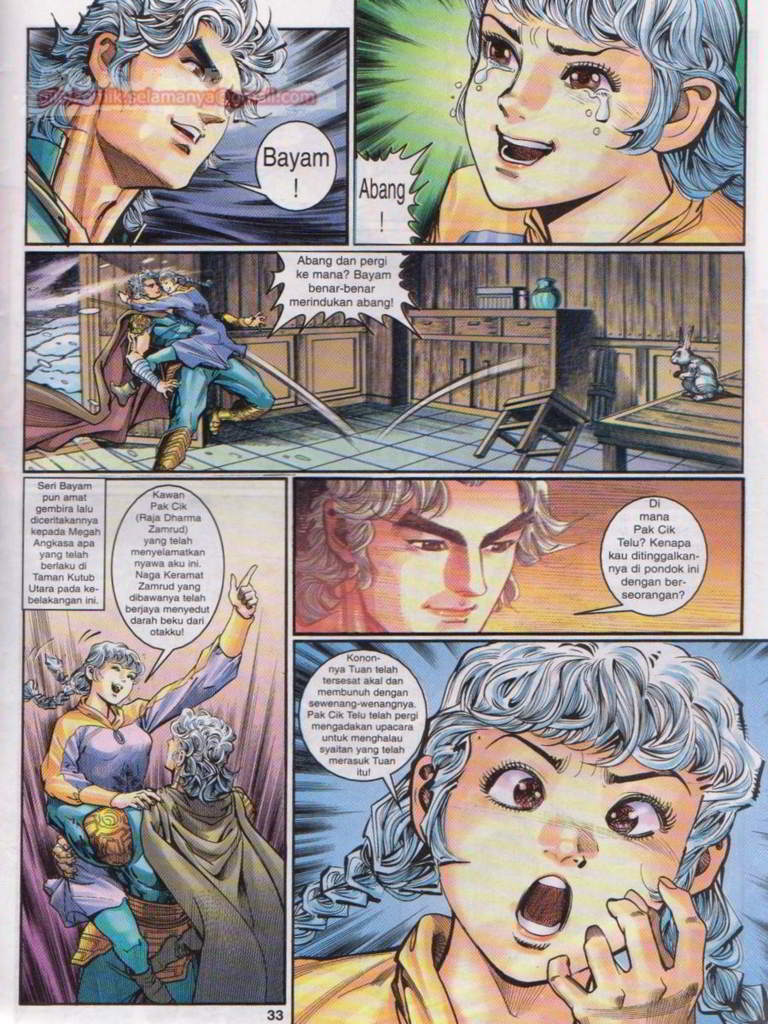 Bayam
!
Abang
!
Abang dan pergi
ke mana? Bayam
benar-benar
merindukan abang!
Seri Bayam
pun amat
gembira lalu
diceritakannya
kepada Megah
Angkasa apa
yang telah
berlaku di
Taman Kutub
Utara pada ke-
belakangan ini.
Kawan
Pak Cik
(Raja Dharma
Zamrud)
yang telah
menyelamatkan
nyawa aku ini.
Naga Keramat
Zamrud yang
dibawanya telah
berjaya menyedut
darah beku dari
otakku!
Di
mana
Pak Cik
Telu? Kenapa
kau ditinggalkan-
nya di pondok ini
dengan ber-
seorangan?
Konon-
nya Tuan telah
tersesat akal dan
membunuh dengan
sewenang-wenangnya.
Pak Cik Telu telah pergi
mengadakan upacara
untuk menghalau
syaitan yang telah
merasuk Tuan
itu!
33